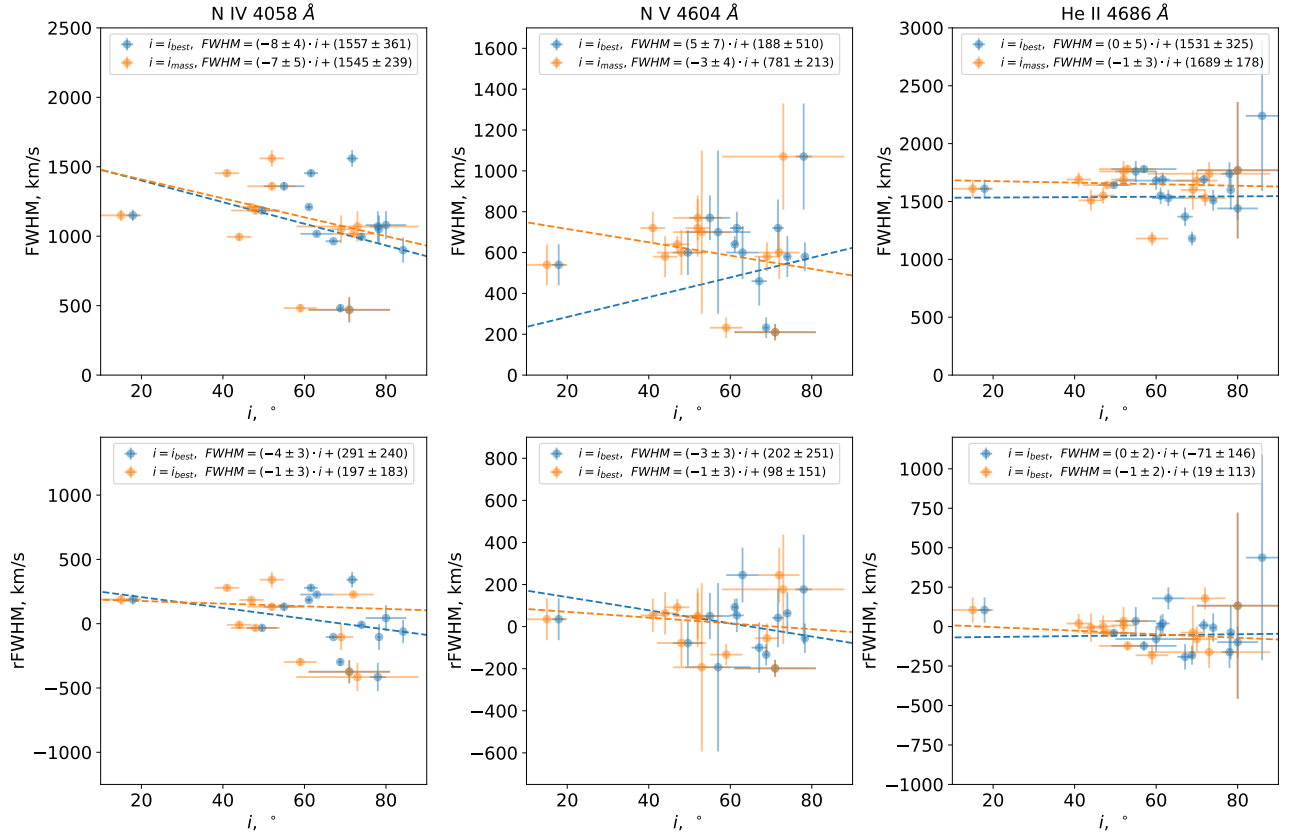 N IV 4058 Å
2500
2000
1500
1000
500
0
FWHM, km/s
i = i_best, FWHM = (−8 ± 4) · i + (1557 ± 361)
i = i_mass, FWHM = (−7 ± 5) · i + (1545 ± 239)
20 40 60 80
i, °
N V 4604 Å
1600
1400
1200
1000
800
600
400
200
0
FWHM, km/s
i = i_best, FWHM = (5 ± 7) · i + (188 ± 510)
i = i_mass, FWHM = (−3 ± 4) · i + (781 ± 213)
20 40 60 80
i, °
He II 4686 Å
3000
2500
2000
1500
1000
500
0
FWHM, km/s
i = i_best, FWHM = (0 ± 5) · i + (1531 ± 325)
i = i_mass, FWHM = (−1 ± 3) · i + (1689 ± 178)
20 40 60 80
i, °
1000
500
0
−500
−1000
rFWHM, km/s
i = i_best, FWHM = (−4 ± 3) · i + (291 ± 240)
i = i_best, FWHM = (−1 ± 3) · i + (197 ± 183)
20 40 60 80
i, °
800
600
400
200
0
−200
−400
−600
rFWHM, km/s
i = i_best, FWHM = (−3 ± 3) · i + (202 ± 251)
i = i_best, FWHM = (−1 ± 3) · i + (98 ± 151)
20 40 60 80
i, °
1000
750
500
250
0
−250
−500
−750
−1000
rFWHM, km/s
i = i_best, FWHM = (0 ± 2) · i + (−71 ± 146)
i = i_best, FWHM = (−1 ± 2) · i + (19 ± 113)
20 40 60 80
i, °